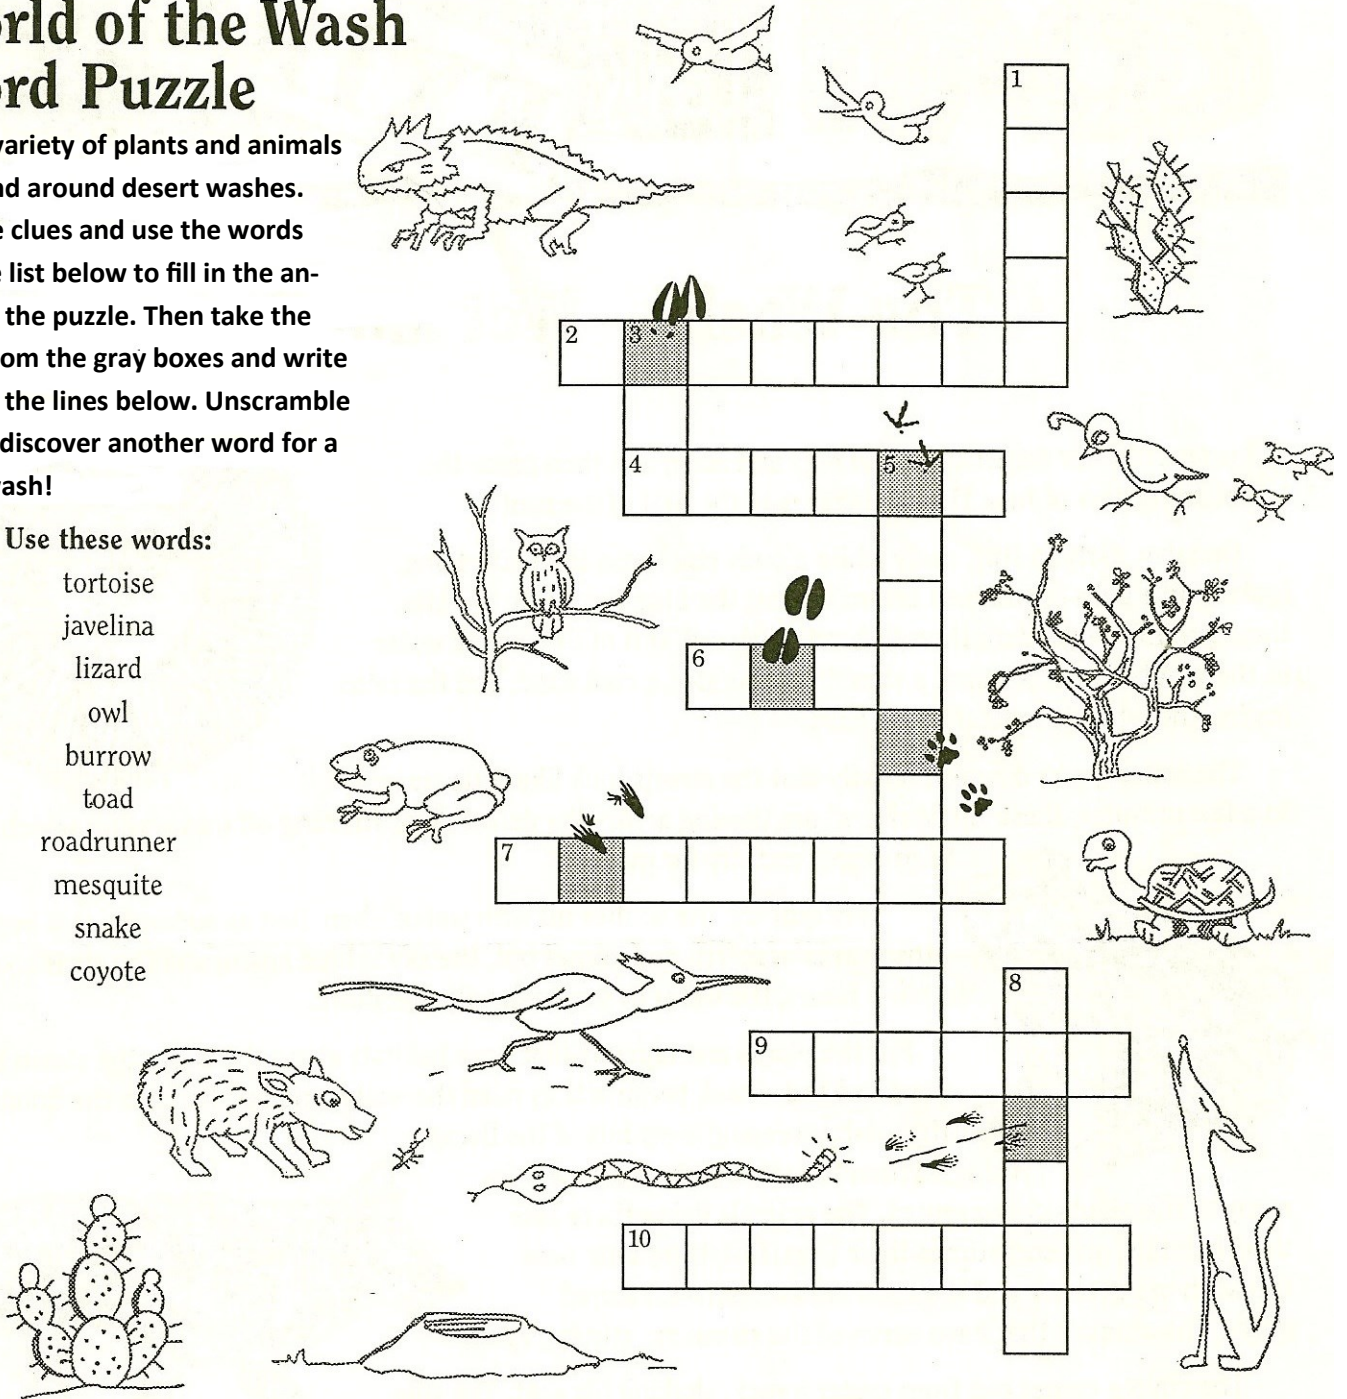 rld of the Wash
ord Puzzle
variety of plants and animals
nd around desert washes.
e clues and use the words
e list below to fill in the an-
the puzzle. Then take the
om the gray boxes and write
the lines below. Unscramble
discover another word for a
ash!
Use these words:
tortoise
javelina
lizard
owl
burrow
toad
roadrunner
mesquite
snake
coyote
1
2
3
4
5
6
7
8
9
10